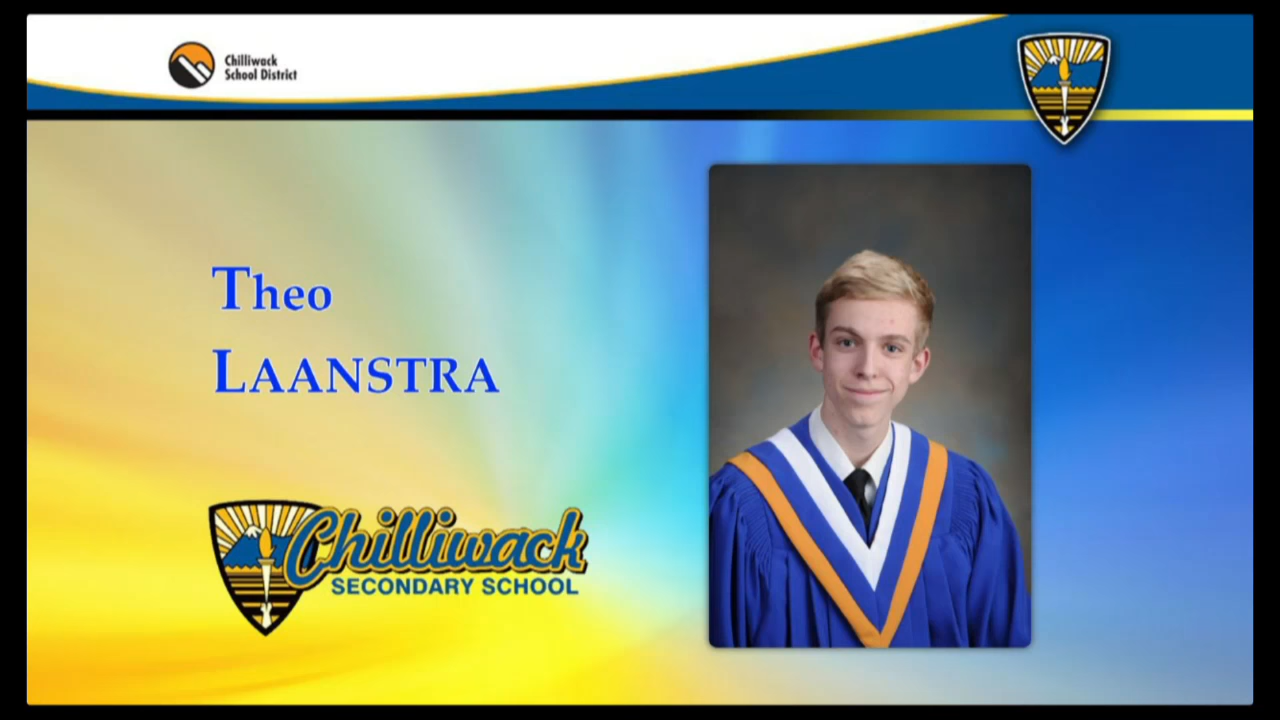 Chilliwack
School District
Theo
LAANSTRA
Chilliwack
SECONDARY SCHOOL